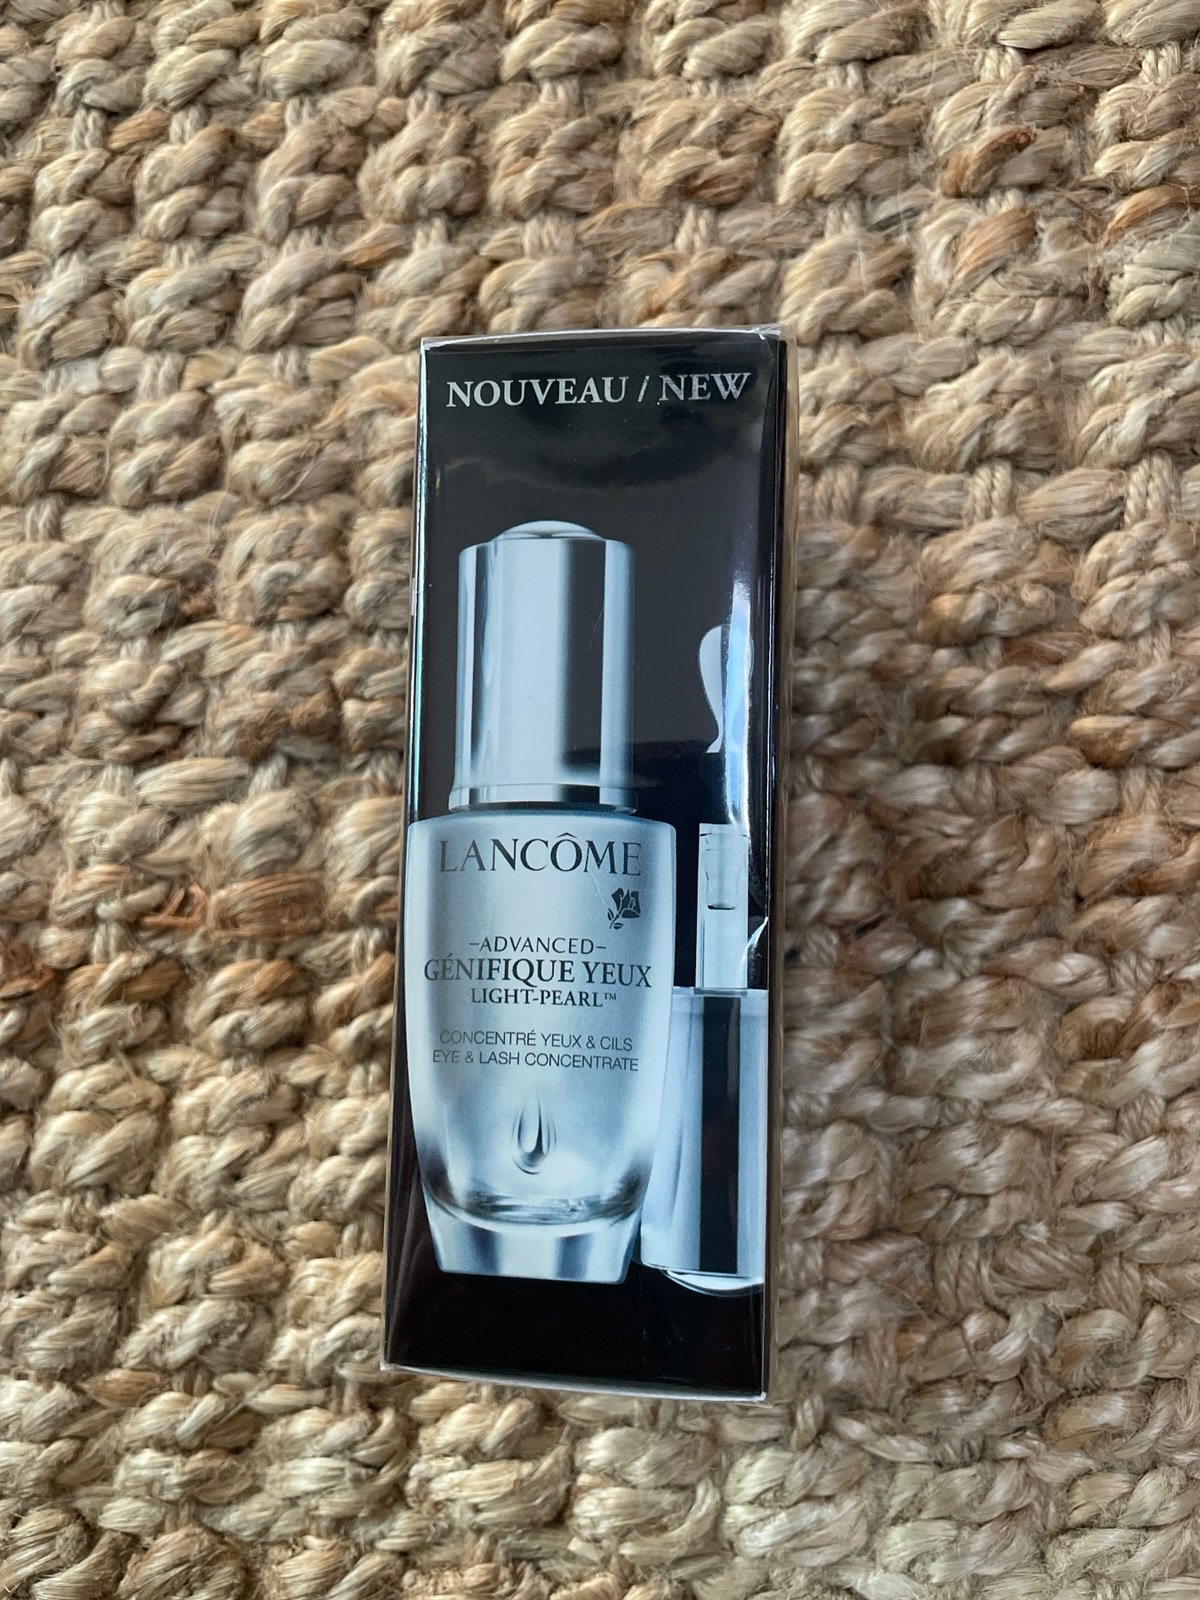 NOUVEAU / NEW
LANCÔME
-ADVANCED-
GÉNIFIQUE YEUX
LIGHT-PEARL™
CONCENTRÉ YEUX & CILS
EYE & LASH CONCENTRATE